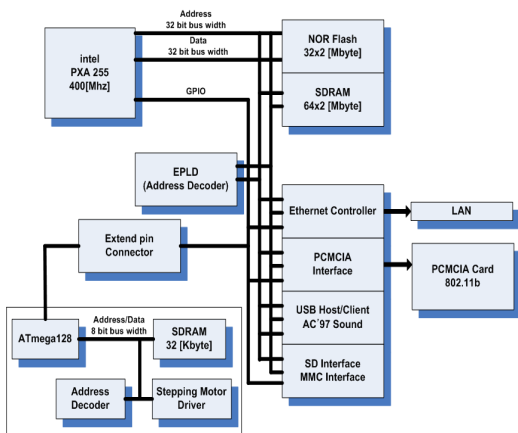 Address
32 bit bus width
Data
32 bit bus width
GPIO
intel
PXA 255
400[Mhz]
NOR Flash
32x2 [Mbyte]
SDRAM
64x2 [Mbyte]
EPLD
(Address Decoder)
Ethernet Controller
LAN
Extend pin
Connector
PCMCIA
Interface
PCMCIA Card
802.11b
USB Host/Client
AC´97 Sound
SD Interface
MMC Interface
ATmega128
Address/Data
8 bit bus width
SDRAM
32 [Kbyte]
Address
Decoder
Stepping Motor
Driver